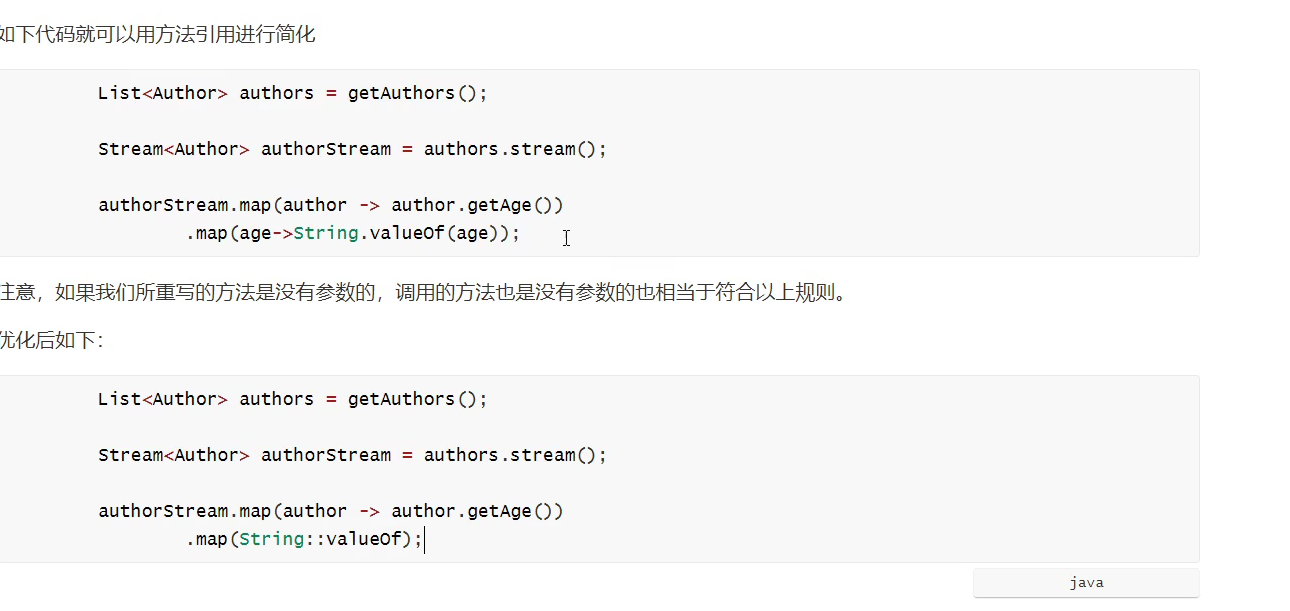 如下代码就可以用方法引用进行简化
List<Author> authors = getAuthors();
Stream<Author> authorStream = authors.stream();
authorStream.map(author -> author.getAge())
.map(age->String.valueOf(age));
注意，如果我们所重写的方法是没有参数的，调用的方法也是没有参数的也相当于符合以上规则。
优化后如下：
List<Author> authors = getAuthors();
Stream<Author> authorStream = authors.stream();
authorStream.map(author -> author.getAge())
.map(String::valueOf);
java